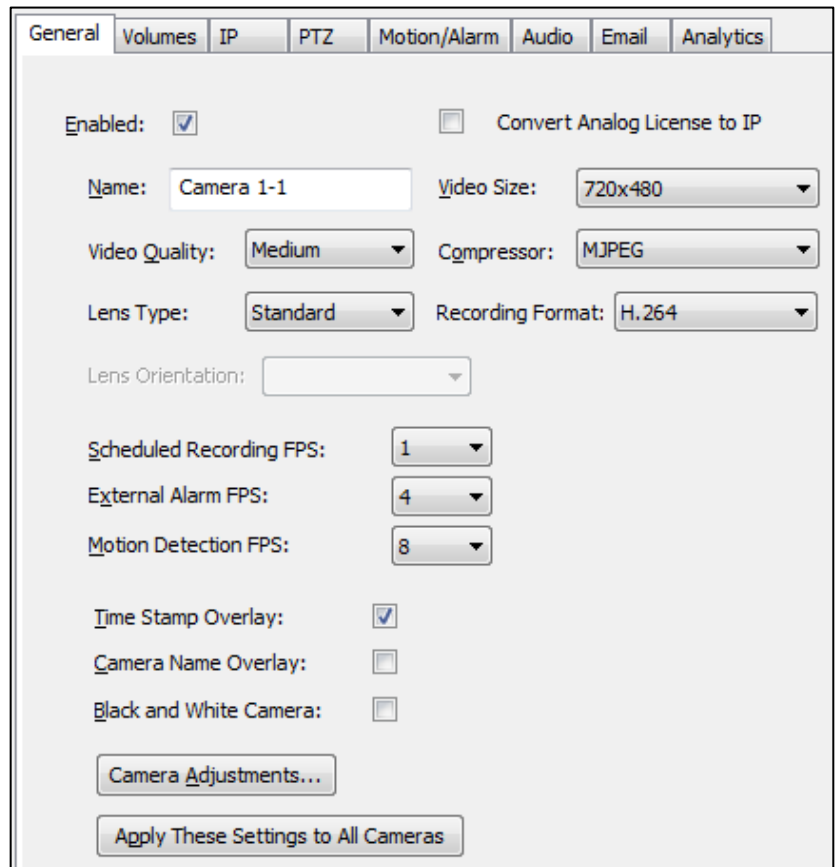 General Volumes IP PTZ Motion/Alarm Audio Email Analytics
Enabled: Convert Analog License to IP
Name: Camera 1-1 Video Size: 720x480
Video Quality: Medium Compressor: MJPEG
Lens Type: Standard Recording Format: H.264
Lens Orientation:
Scheduled Recording FPS: 1
External Alarm FPS: 4
Motion Detection FPS: 8
Time Stamp Overlay:
Camera Name Overlay:
Black and White Camera:
Camera Adjustments...
Apply These Settings to All Cameras